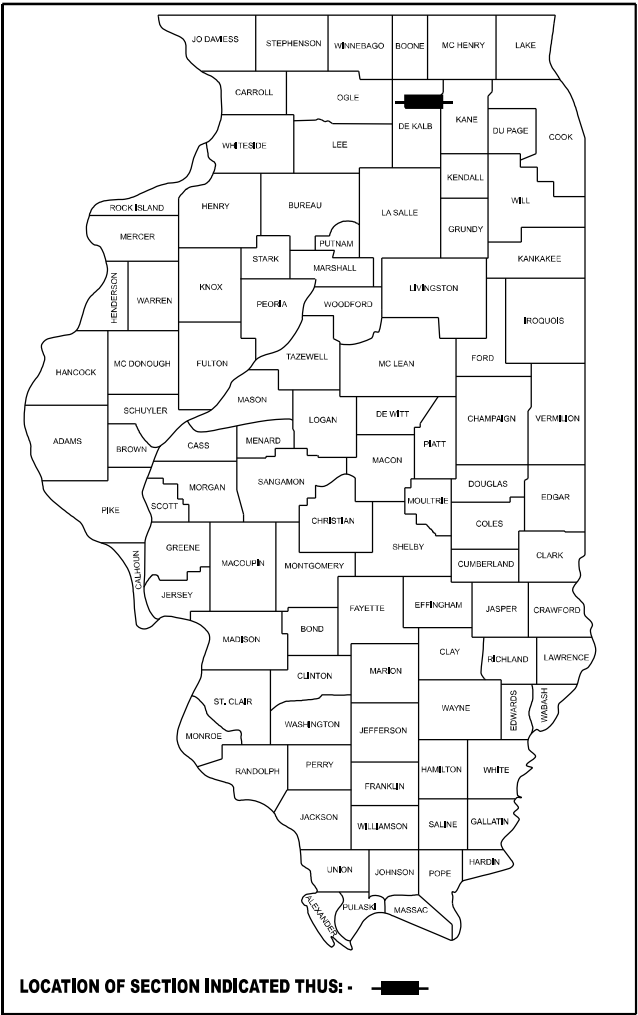 JO DAVIESS
STEPHENSON
WINNEBAGO
BOONE
MC HENRY
LAKE
CARROLL
OGLE
DE KALB
KANE
DU PAGE
COOK
WHITESIDE
LEE
KENDALL
WILL
ROCK ISLAND
HENRY
BUREAU
LA SALLE
GRUNDY
MERCER
PUTNAM
STARK
MARSHALL
KANKAKEE
HENDERSON
WARREN
KNOX
PEORIA
WOODFORD
LIVINGSTON
IROQUOIS
HANCOCK
MC DONOUGH
FULTON
TAZEWELL
MC LEAN
FORD
SCHUYLER
MASON
LOGAN
DE WITT
CHAMPAIGN
VERMILION
ADAMS
BROWN
CASS
MENARD
MACON
PIATT
PIKE
SCOTT
MORGAN
SANGAMON
CHRISTIAN
MOULTRIE
DOUGLAS
EDGAR
COLES
CALHOUN
GREENE
MACOUPIN
MONTGOMERY
SHELBY
CUMBERLAND
CLARK
JERSEY
FAYETTE
EFFINGHAM
JASPER
CRAWFORD
MADISON
BOND
CLAY
RICHLAND
LAWRENCE
CLINTON
MARION
ST. CLAIR
WAYNE
EDWARDS
WABASH
MONROE
WASHINGTON
JEFFERSON
RANDOLPH
PERRY
HAMILTON
WHITE
FRANKLIN
JACKSON
WILLIAMSON
SALINE
GALLATIN
UNION
JOHNSON
POPE
HARDIN
ALEXANDER
PULASKI
MASSAC
LOCATION OF SECTION INDICATED THUS: -